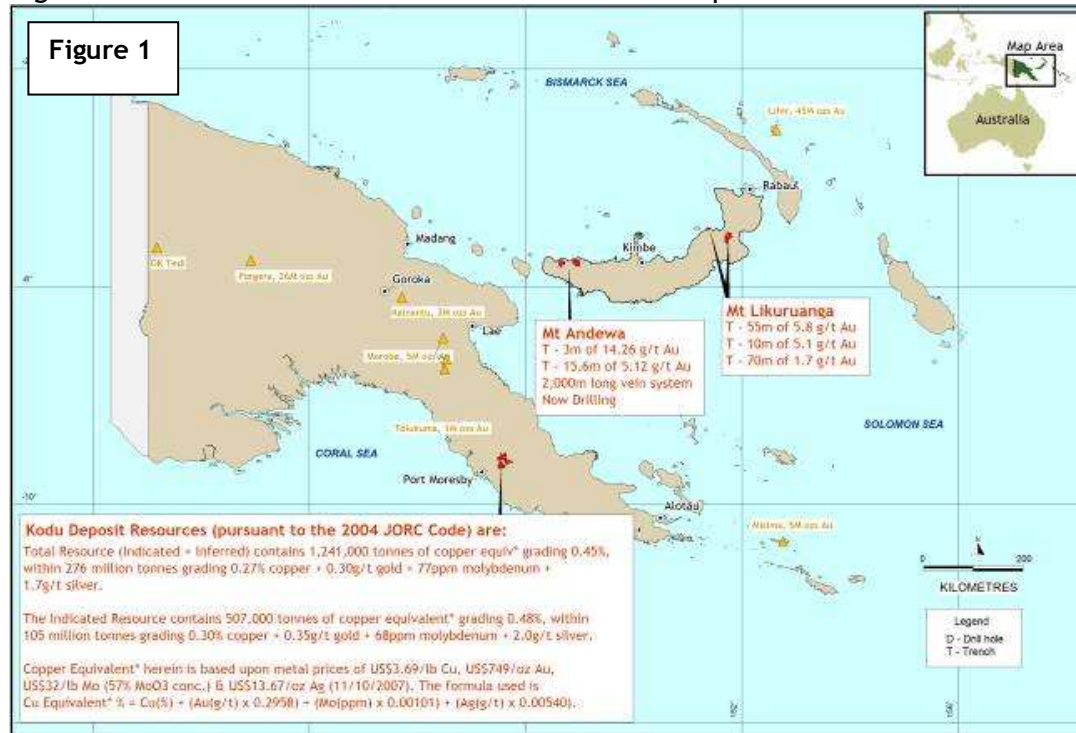 Figure 1
Map Area
Australia
BISMARCK SEA
Lihir, 45M ozs Au
Rabaul
Madang
Kimbe
OK Tedi
Porgera, 26M ozs Au
Goroka
Kainantu, 2M ozs Au
Lae
Morobe, 5M ozs Au
Mt Andewa
T - 3m of 14.26 g/t Au
T - 15.6m of 5.12 g/t Au
2,000m long vein system
Now Drilling
Mt Likuruanga
T - 55m of 5.8 g/t Au
T - 10m of 5.1 g/t Au
T - 70m of 1.7 g/t Au
Tolukuma, 1M ozs Au
CORAL SEA
SOLOMON SEA
Port Moresby
Alotau
Misima, 5M ozs Au
-10°
Kodu Deposit Resources (pursuant to the 2004 JORC Code) are:
Total Resource (Indicated + Inferred) contains 1,241,000 tonnes of copper equiv* grading 0.45%,
within 276 million tonnes grading 0.27% copper + 0.30g/t gold + 77ppm molybdenum +
1.7g/t silver.
The Indicated Resource contains 507,000 tonnes of copper equivalent* grading 0.48%, within
105 million tonnes grading 0.30% copper + 0.35g/t gold + 68ppm molybdenum + 2.0g/t silver.
Copper Equivalent* herein is based upon metal prices of US$3.69/lb Cu, US$749/oz Au,
US$32/lb Mo (57% MoO3 conc.) & US$13.67/oz Ag (11/10/2007). The formula used is
Cu Equivalent* % = Cu(%) + (Au(g/t) x 0.2958) + (Mo(ppm) x 0.00101) + (Ag(g/t) x 0.00540).
N
0 200
KILOMETRES
Legend
D - Drill hole
T - Trench